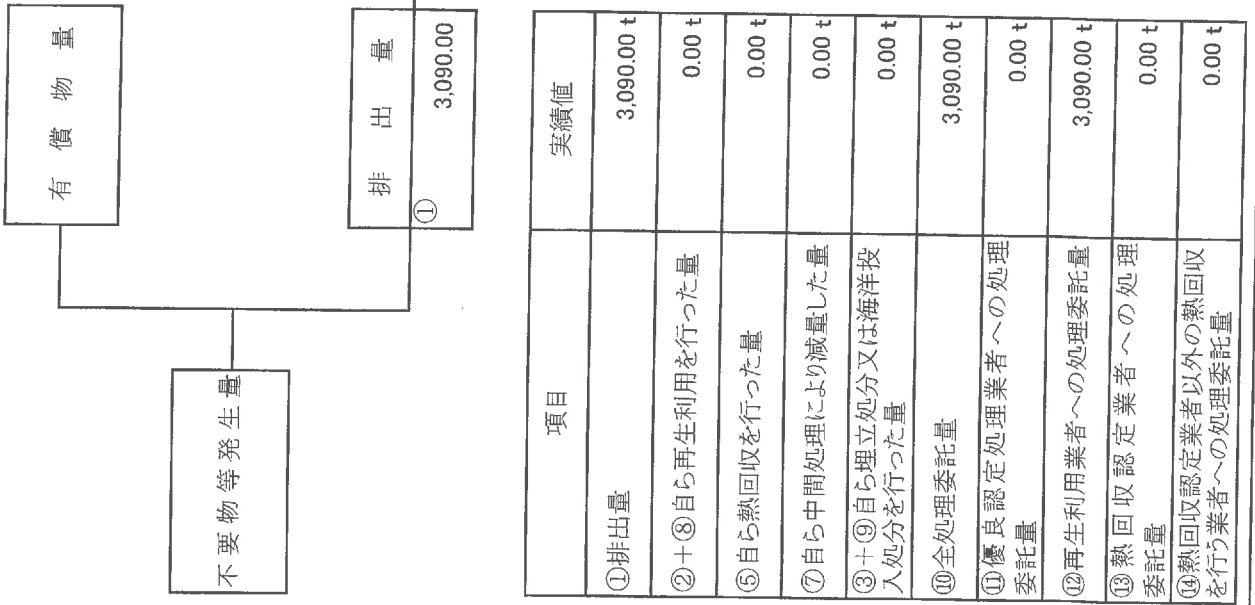 有償物量
不要物等発生量
排出量
①
3,090.00
項目 実績値
①排出量 3,090.00 t
②+⑧自ら再生利用を行った量 0.00 t
⑤自ら熱回収を行った量 0.00 t
⑦自ら中間処理により減量した量 0.00 t
③+⑨自ら埋立処分又は海洋投
入処分を行った量 0.00 t
⑩全処理委託量 3,090.00 t
⑪優良認定処理業者への処理
委託量 0.00 t
⑫再生利用業者への処理委託量 3,090.00 t
⑬熱回収認定業者への処理
委託量 0.00 t
⑭熱回収認定業者以外の熱回収
を行う業者への処理委託量 0.00 t